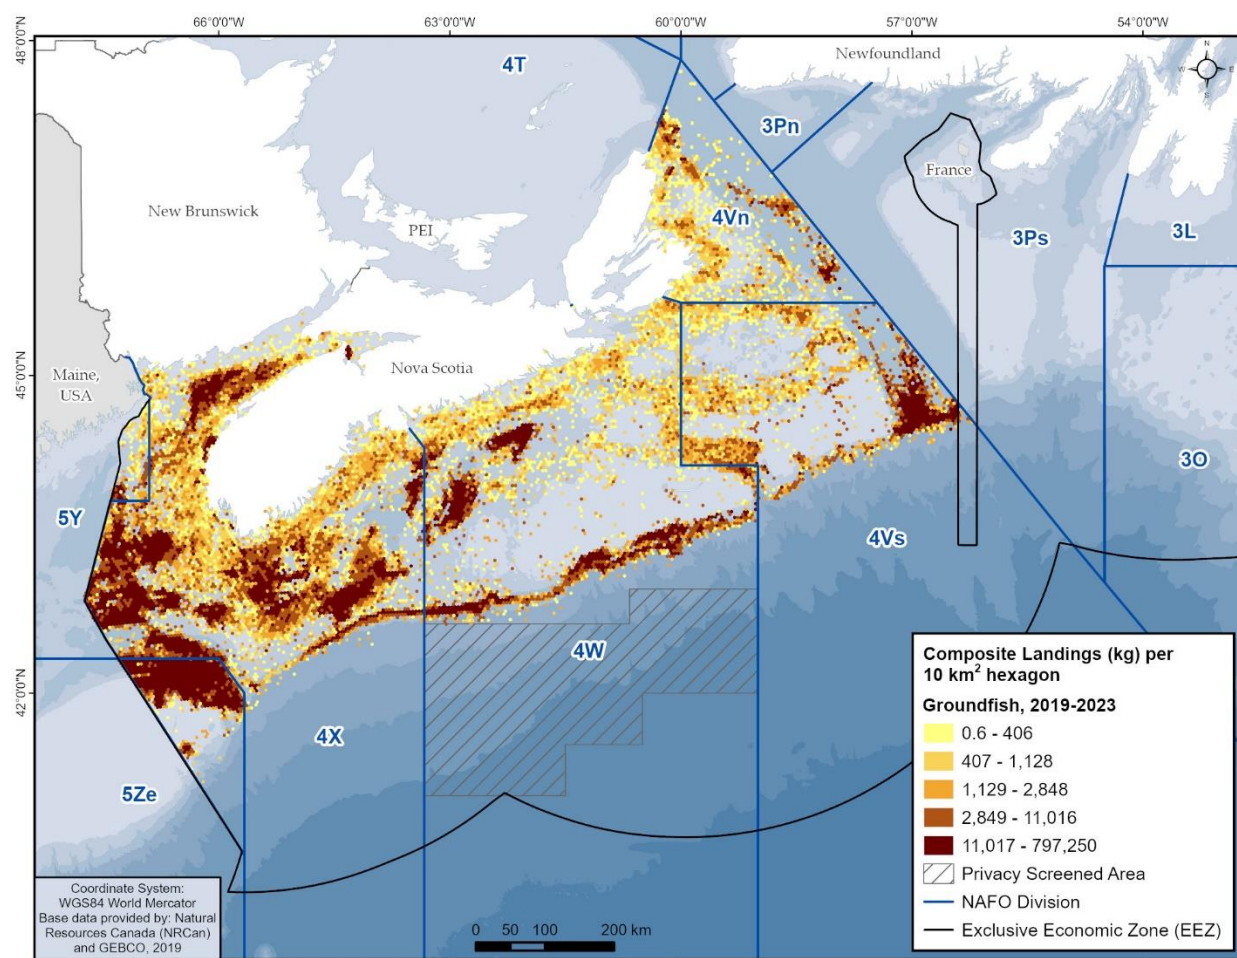 66°0'0"W
63°0'0"W
60°0'0"W
57°0'0"W
54°0'0"W
48°0'0"N
45°0'0"N
42°0'0"N
4T
Newfoundland
N
W
E
S
3Pn
France
New Brunswick
PEI
4Vn
3Ps
3L
Maine,
USA
Nova Scotia
5Y
3O
4Vs
4W
4X
5Ze
Composite Landings (kg) per
10 km² hexagon
Groundfish, 2019-2023
0.6 - 406
407 - 1,128
1,129 - 2,848
2,849 - 11,016
11,017 - 797,250
Privacy Screened Area
NAFO Division
Exclusive Economic Zone (EEZ)
Coordinate System:
WGS84 World Mercator
Base data provided by: Natural
Resources Canada (NRCan)
and GEBCO, 2019
0 50 100 200 km